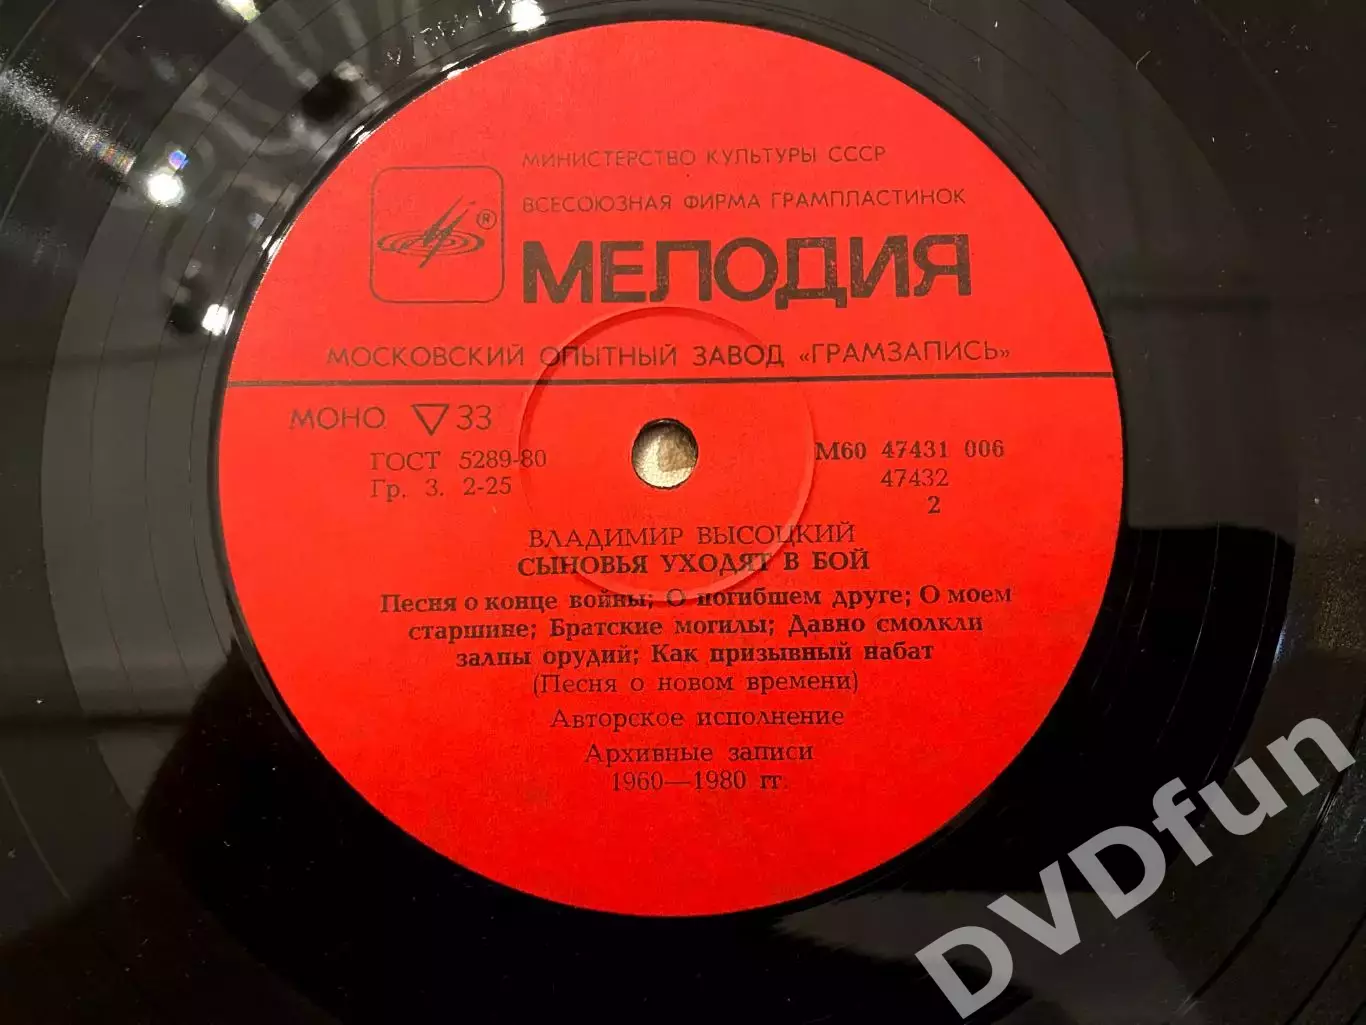 МИНИСТЕРСТВО КУЛЬТУРЫ СССР
ВСЕСОЮЗНАЯ ФИРМА ГРАМПЛАСТИНОК
®
МЕЛОДИЯ
МОСКОВСКИЙ ОПЫТНЫЙ ЗАВОД «ГРАМЗАПИСЬ»
МОНО ▽ 33
ГОСТ 5289-80
Гр. 3. 2-25
М60 47431 006
47432
2
ВЛАДИМИР ВЫСОЦКИЙ
СЫНОВЬЯ УХОДЯТ В БОЙ
Песня о конце войны; О погибшем друге; О моем
старшине; Братские могилы; Давно смолкли
залпы орудий; Как призывный набат
(Песня о новом времени)
Авторское исполнение
Архивные записи
1960—1980 гг.
DVDfun